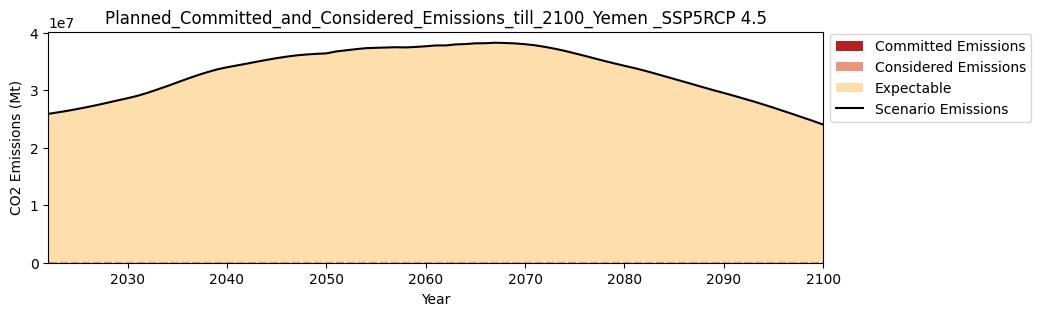 Planned_Committed_and_Considered_Emissions_till_2100_Yemen _SSP5RCP 4.5
1e7
4
3
2
1
0
CO2 Emissions (Mt)
2030 2040 2050 2060 2070 2080 2090 2100
Year
Committed Emissions
Considered Emissions
Expectable
Scenario Emissions